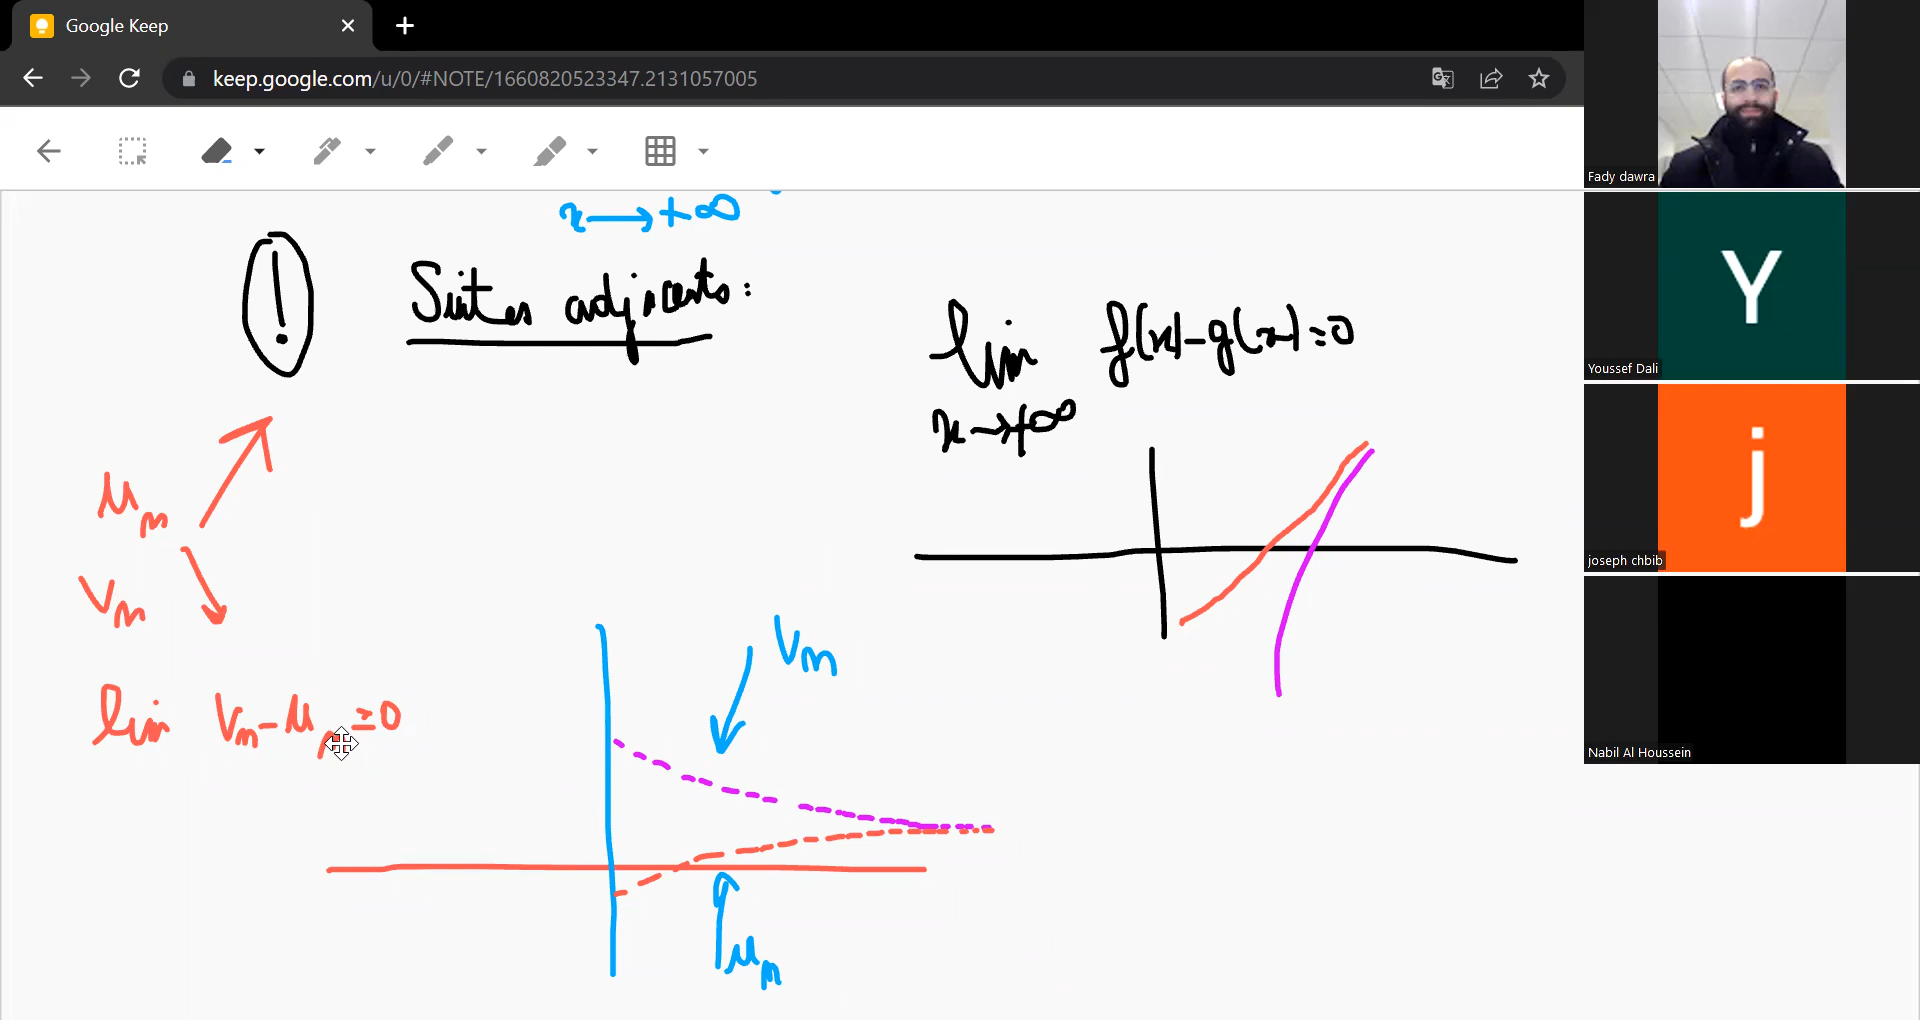 Google Keep
keep.google.com/u/0/#NOTE/1660820523347.2131057005
x → +∞
!
Suites adjacents:
lim f(x)-g(x)=0
x → +∞
Un
Vn
lim Vn-Un=0
Vn
Un
Fady dawra
Y
Youssef Dali
j
joseph chbib
Nabil Al Houssein